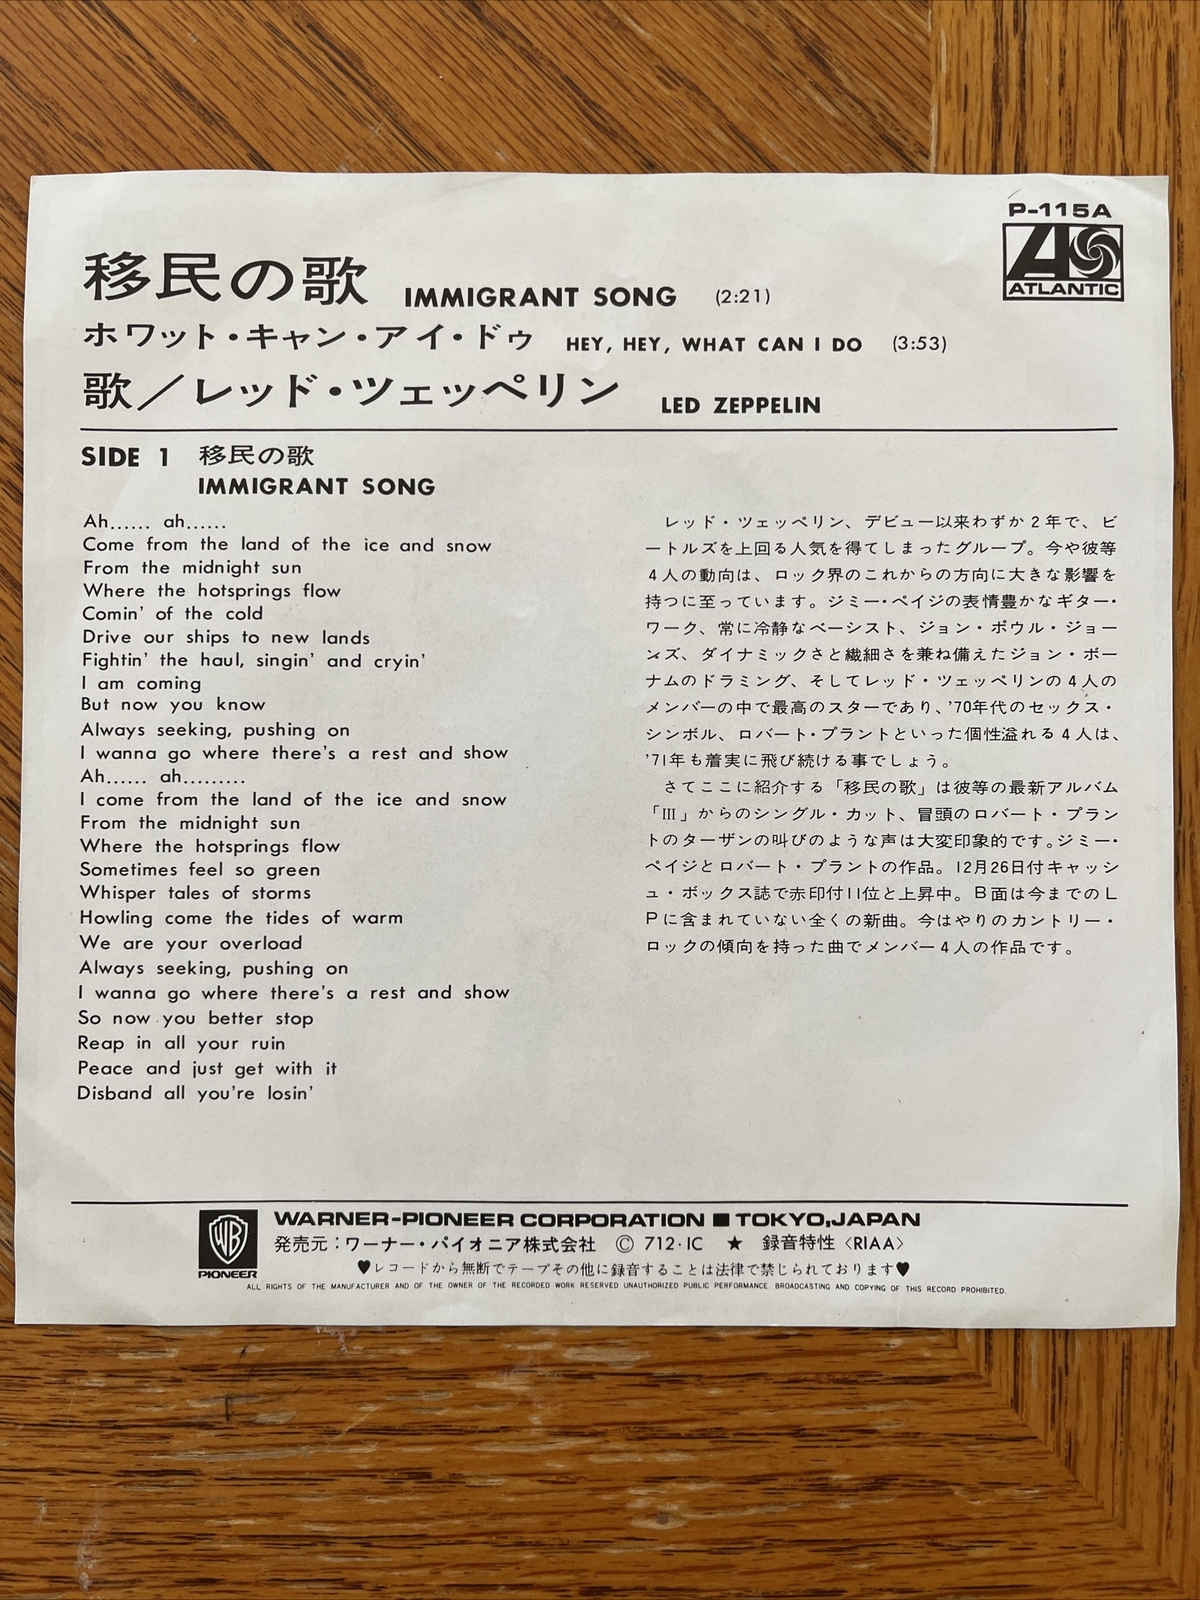 P-115A
ATLANTIC
移民の歌 IMMIGRANT SONG (2:21)
ホワット・キャン・アイ・ドゥ HEY, HEY, WHAT CAN I DO (3:53)
歌／レッド・ツェッペリン LED ZEPPELIN
SIDE 1 移民の歌
IMMIGRANT SONG
Ah...... ah......
Come from the land of the ice and snow
From the midnight sun
Where the hotsprings flow
Comin' of the cold
Drive our ships to new lands
Fightin' the haul, singin' and cryin'
I am coming
But now you know
Always seeking, pushing on
I wanna go where there's a rest and show
Ah...... ah.........
I come from the land of the ice and snow
From the midnight sun
Where the hotsprings flow
Sometimes feel so green
Whisper tales of storms
Howling come the tides of warm
We are your overload
Always seeking, pushing on
I wanna go where there's a rest and show
So now you better stop
Reap in all your ruin
Peace and just get with it
Disband all you're losin'
レッド・ツェッペリン、デビュー以来わずか2年で、ビ
ートルズを上回る人気を得てしまったグループ。今や彼等
4人の動向は、ロック界のこれからの方向に大きな影響を
持つに至っています。ジミー・ペイジの表情豊かなギター・
ワーク、常に冷静なベーシスト、ジョン・ポウル・ジョー
ンズ、ダイナミックさと繊細さを兼ね備えたジョン・ボー
ナムのドラミング、そしてレッド・ツェッペリンの4人の
メンバーの中で最高のスターであり、'70年代のセックス・
シンボル、ロバート・プラントといった個性溢れる4人は、
'71年も着実に飛び続ける事でしょう。
さてここに紹介する「移民の歌」は彼等の最新アルバム
「III」からのシングル・カット、冒頭のロバート・プラン
トのターザンの叫びのような声は大変印象的です。ジミー・
ペイジとロバート・プラントの作品。12月26日付キャッシ
ュ・ボックス誌で赤印付11位と上昇中。B面は今までのL
Pに含まれていない全くの新曲。今はやりのカントリー・
ロックの傾向を持った曲でメンバー4人の作品です。
WB
PIONEER
WARNER-PIONEER CORPORATION ■ TOKYO,JAPAN
発売元：ワーナー・パイオニア株式会社 © 712·IC ★ 録音特性〈RIAA〉
♥レコードから無断でテープその他に録音することは法律で禁じられております♥
ALL RIGHTS OF THE MANUFACTURER AND OF THE OWNER OF THE RECORDED WORK RESERVED UNAUTHORIZED PUBLIC PERFORMANCE. BROADCASTING AND COPYING OF THIS RECORD PROHIBITED.